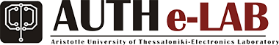 AUTH e-LAB
Aristotle University of Thessaloniki-Electronics Laboratory